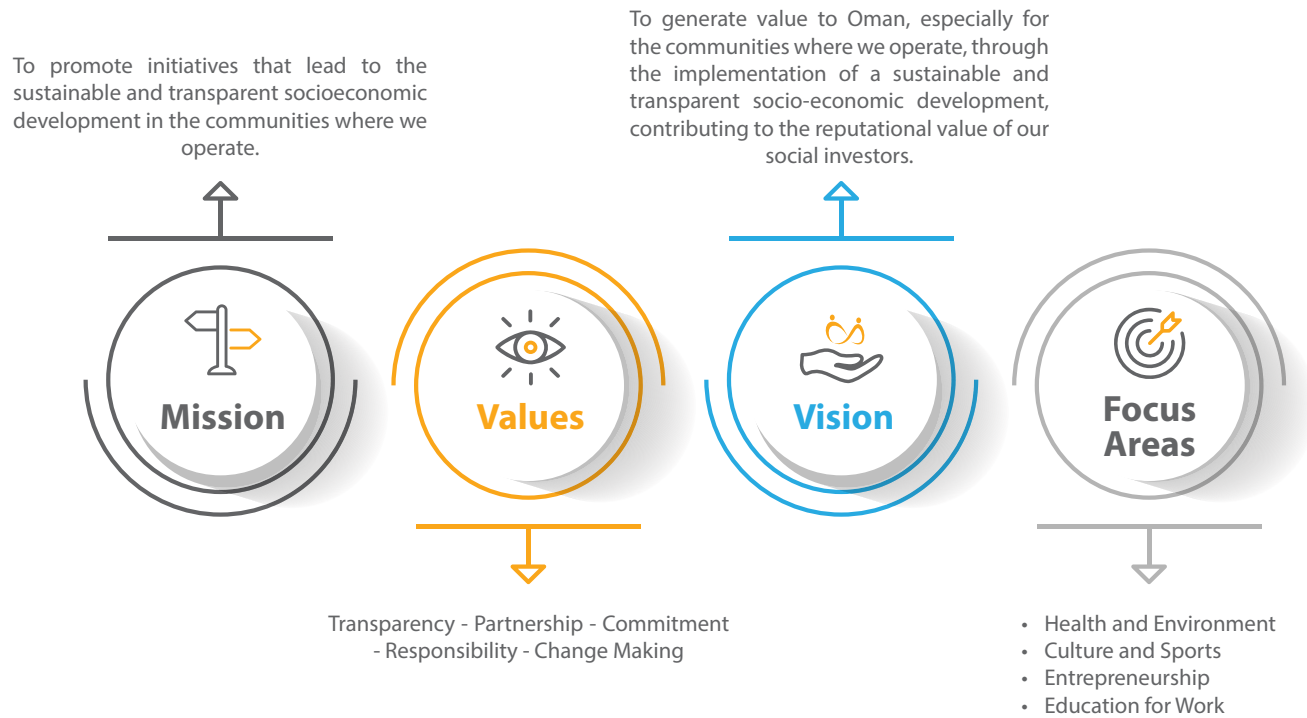 To promote initiatives that lead to the
sustainable and transparent socioeconomic
development in the communities where we
operate.
Mission
Values
Transparency - Partnership - Commitment
- Responsibility - Change Making
To generate value to Oman, especially for
the communities where we operate, through
the implementation of a sustainable and
transparent socio-economic development,
contributing to the reputational value of our
social investors.
Vision
Focus
Areas
• Health and Environment
• Culture and Sports
• Entrepreneurship
• Education for Work